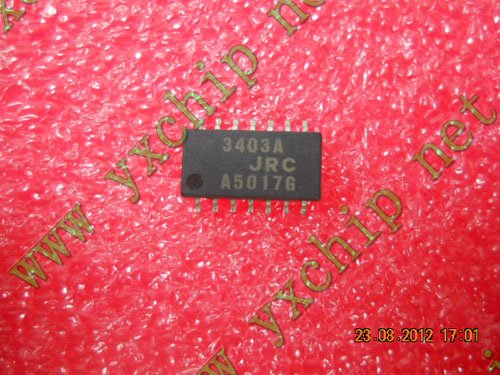 www yxchip net
3403A
JRC
A5017G
www yxchip net
23.08.2012 17:01